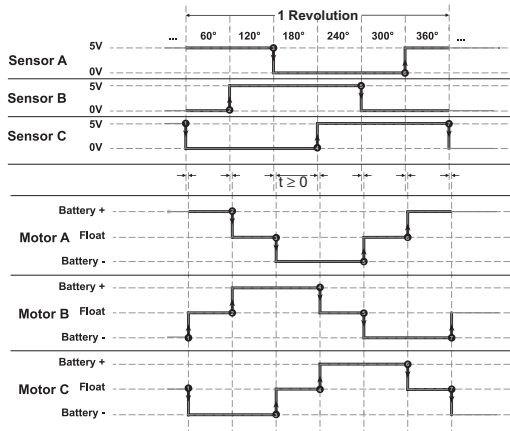 1 Revolution
... 60° 120° 180° 240° 300° 360° ...
Sensor A 5V
0V
Sensor B 5V
0V
Sensor C 5V
0V
t ≥ 0
Battery +
Motor A Float
Battery -
Battery +
Motor B Float
Battery -
Battery +
Motor C Float
Battery -